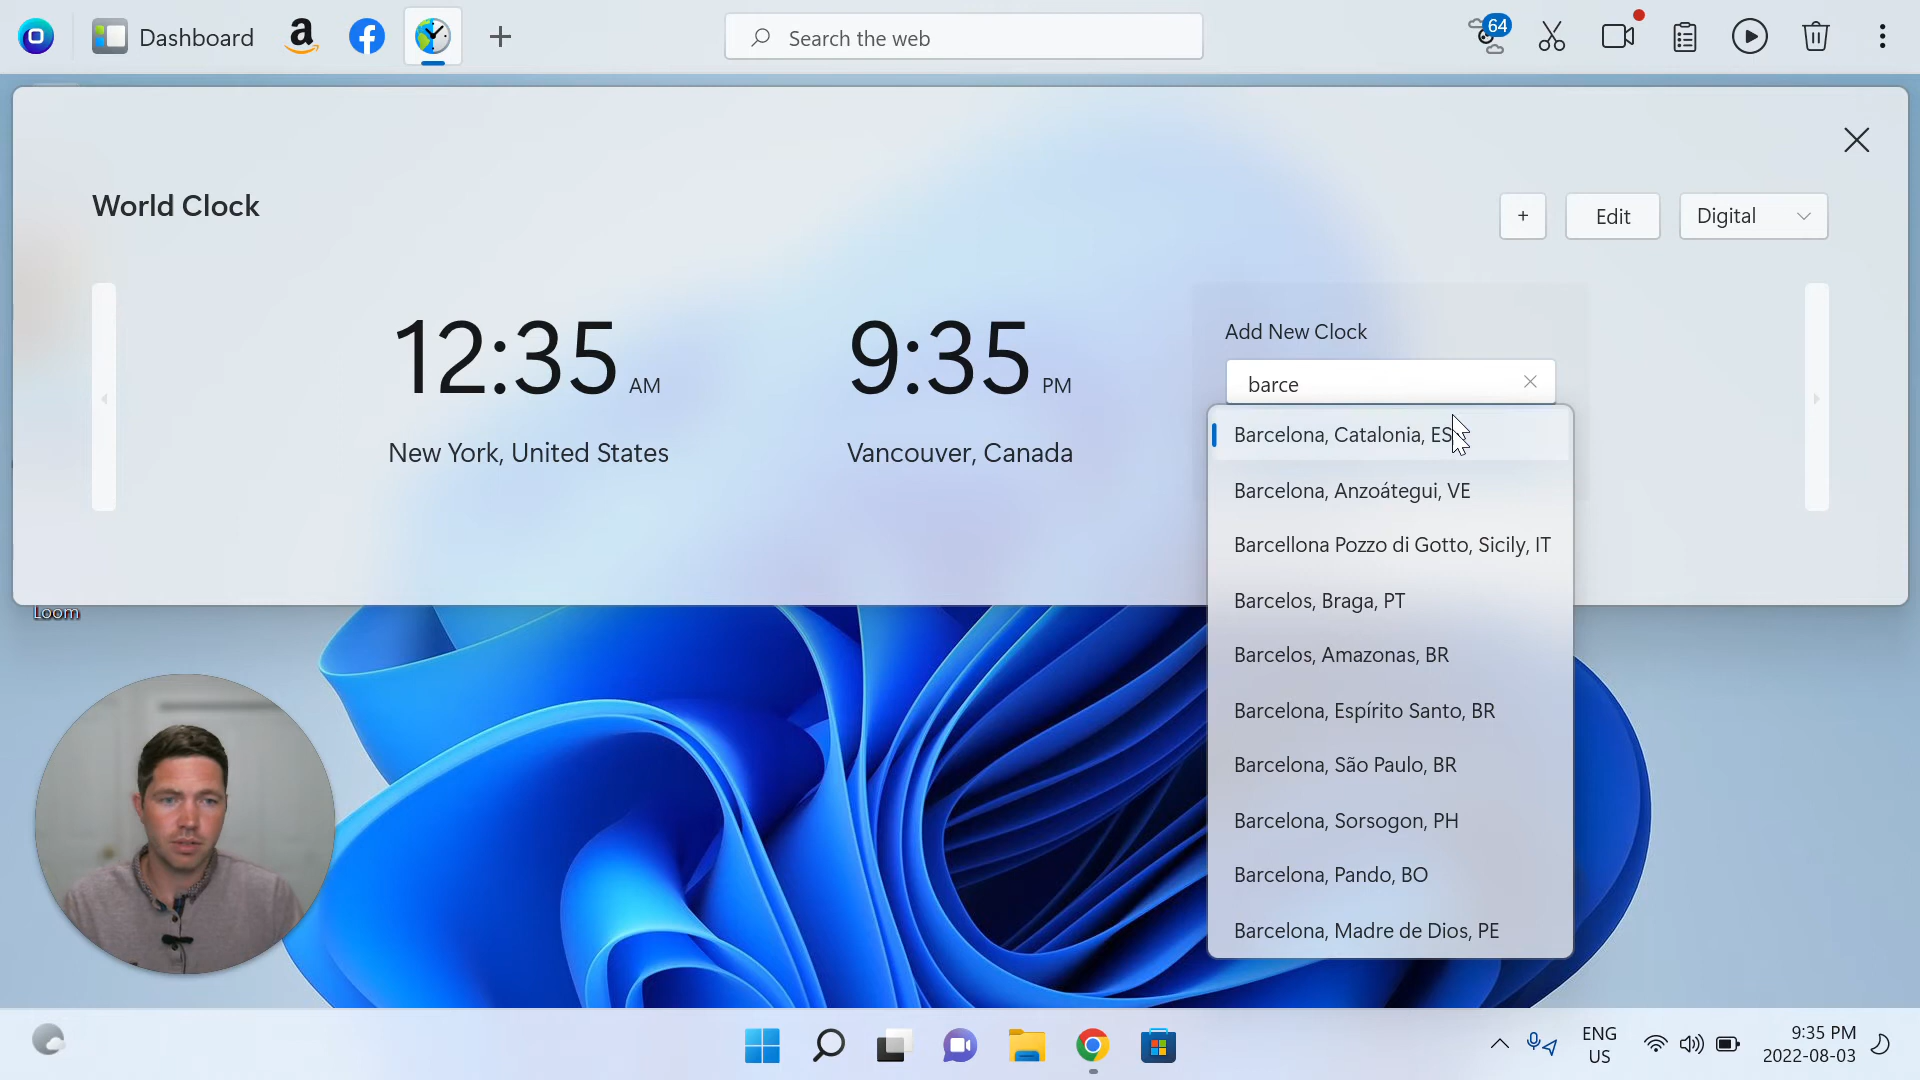 Dashboard
Search the web
64
World Clock
+
Edit
Digital
12:35 AM
New York, United States
9:35 PM
Vancouver, Canada
Add New Clock
barce
Barcelona, Catalonia, ES
Barcelona, Anzoátegui, VE
Barcellona Pozzo di Gotto, Sicily, IT
Barcelos, Braga, PT
Barcelos, Amazonas, BR
Barcelona, Espírito Santo, BR
Barcelona, São Paulo, BR
Barcelona, Sorsogon, PH
Barcelona, Pando, BO
Barcelona, Madre de Dios, PE
Loom
ENG
US
9:35 PM
2022-08-03